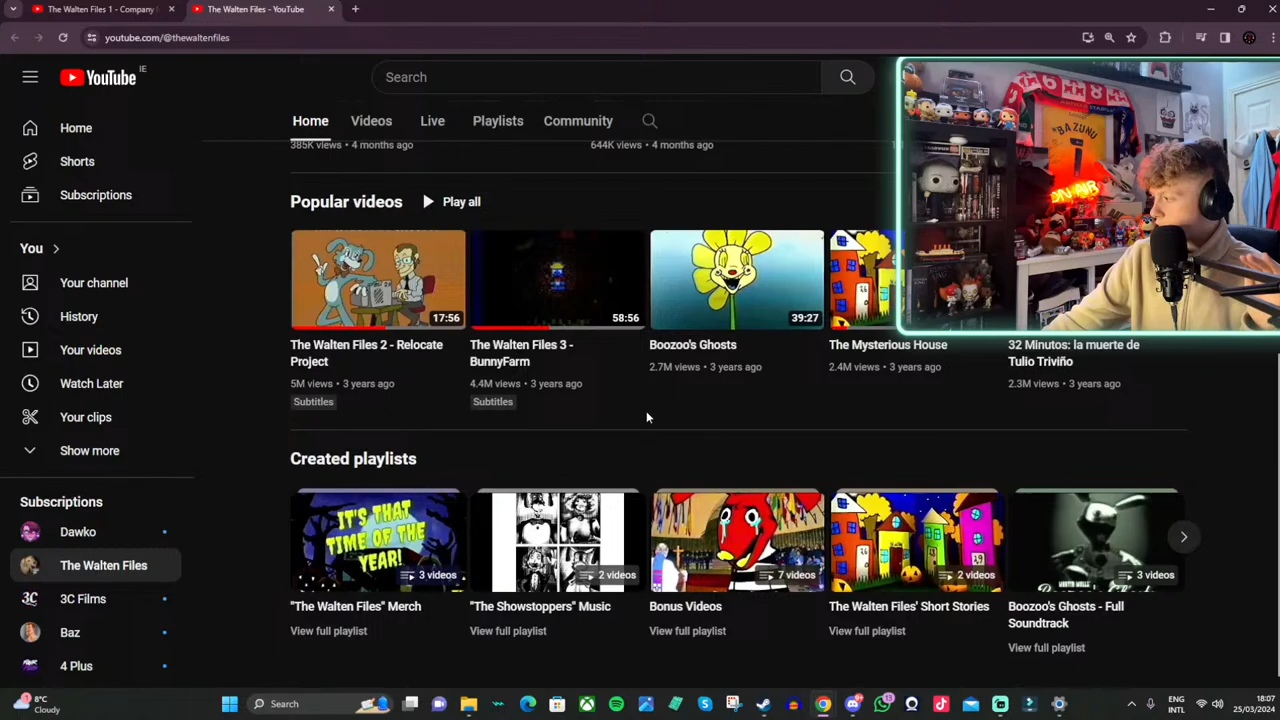 The Walten Files 1 - Company
The Walten Files - YouTube
youtube.com/@thewaltenfiles
YouTube IE
Search
Home
Videos
Live
Playlists
Community
385K views • 4 months ago
644K views • 4 months ago
Home
Shorts
Subscriptions
You
Your channel
History
Your videos
Watch Later
Your clips
Show more
Subscriptions
Dawko
The Walten Files
3C Films
Baz
4 Plus
Popular videos
Play all
17:56
The Walten Files 2 - Relocate
Project
5M views • 3 years ago
Subtitles
58:56
The Walten Files 3 -
BunnyFarm
4.4M views • 3 years ago
Subtitles
39:27
Boozoo's Ghosts
2.7M views • 3 years ago
The Mysterious House
2.4M views • 3 years ago
32 Minutos: la muerte de
Tulio Triviño
2.3M views • 3 years ago
BAZUNU
1
ON AIR
Created playlists
IT'S THAT
TIME OF THE
YEAR!
3 videos
"The Walten Files" Merch
View full playlist
2 videos
"The Showstoppers" Music
View full playlist
7 videos
Bonus Videos
View full playlist
2 videos
The Walten Files' Short Stories
View full playlist
3 videos
Boozoo's Ghosts - Full
Soundtrack
View full playlist
8°C
Cloudy
Search
13
ENG
INTL
18:07
25/03/2024